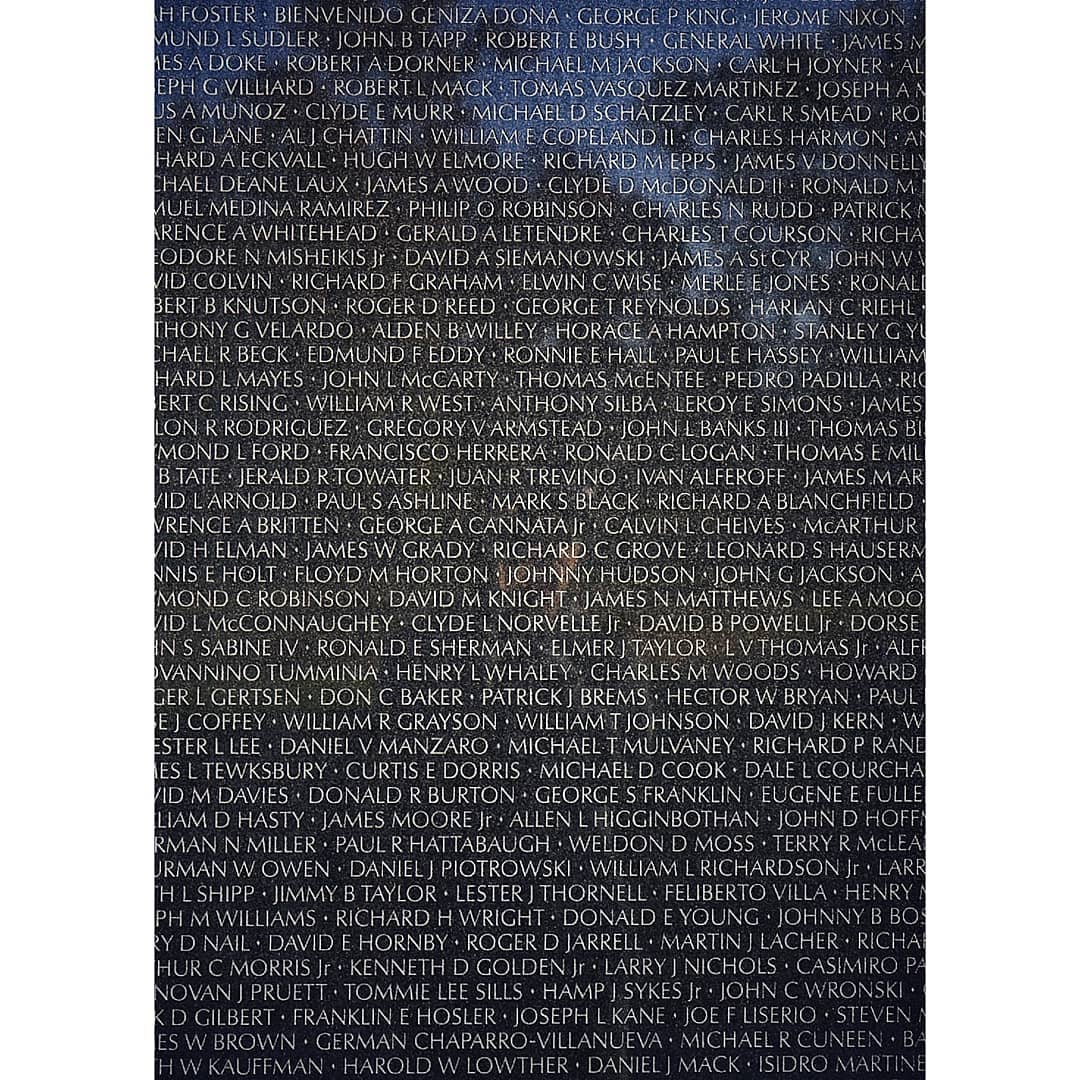 H FOSTER · BIENVENIDO GENIZA DOÑA · GEORGE P KING · JEROME NIXON ·
MUND L SUDLER · JOHN B TAPP · ROBERT E BUSH · GENERAL WHITE · JAMES M
ES A DOKE · ROBERT A DORNER · MICHAEL M JACKSON · CARL H JOYNER · AL
EPH G VILLIARD · ROBERT L MACK · TOMAS VASQUEZ MARTINEZ · JOSEPH A
S A MUNOZ · CLYDE E MURR · MICHAEL D SCHATZLEY · CARL R SMEAD · RO
EN G LANE · AL J CHATTIN · WILLIAM E COPELAND II · CHARLES HARMON · A
HARD A ECKVALL · HUGH W ELMORE · RICHARD M EPPS · JAMES V DONNELLY
CHAEL DEANE LAUX · JAMES A WOOD · CLYDE D McDONALD II · RONALD M
MUEL MEDINA RAMIREZ · PHILIP O ROBINSON · CHARLES N RUDD · PATRICK
RENCE A WHITEHEAD · GERALD A LETENDRE · CHARLES T COURSON · RICHA
EODORE N MISHEIKIS Jr · DAVID A SIEMANOWSKI · JAMES A St CYR · JOHN W
VID COLVIN · RICHARD F GRAHAM · ELWIN C WISE · MERLE E JONES · RONAL
BERT B KNUTSON · ROGER D REED · GEORGE T REYNOLDS · HARLAN C RIEHL ·
THONY G VELARDO · ALDEN B WILLEY · HORACE A HAMPTON · STANLEY G YU
CHAEL R BECK · EDMUND F EDDY · RONNIE E HALL · PAUL E HASSEY · WILLIAM
HARD L MAYES · JOHN L McCARTY · THOMAS McENTEE · PEDRO PADILLA · RIC
ERT C RISING · WILLIAM R WEST · ANTHONY SILBA · LEROY E SIMONS · JAMES
LON R RODRIGUEZ · GREGORY V ARMSTEAD · JOHN L BANKS III · THOMAS BI
YMOND L FORD · FRANCISCO HERRERA · RONALD C LOGAN · THOMAS E MIL
B TATE · JERALD R TOWATER · JUAN R TREVINO · IVAN ALFEROFF · JAMES M AR
VID L ARNOLD · PAUL S ASHLINE · MARK S BLACK · RICHARD A BLANCHFIELD ·
WRENCE A BRITTEN · GEORGE A CANNATA Jr · CALVIN L CHEIVES · McARTHUR
VID H ELMAN · JAMES W GRADY · RICHARD C GROVE · LEONARD S HAUSERM
NNIS E HOLT · FLOYD M HORTON · JOHNNY HUDSON · JOHN G JACKSON · A
YMOND C ROBINSON · DAVID M KNIGHT · JAMES N MATTHEWS · LEE A MOO
VID L McCONNAUGHEY · CLYDE L NORVELLE Jr · DAVID B POWELL Jr · DORSE
HN S SABINE IV · RONALD E SHERMAN · ELMER J TAYLOR · L V THOMAS Jr · ALF
OVANNINO TUMMINIA · HENRY L WHALEY · CHARLES M WOODS · HOWARD
GER L GERTSEN · DON C BAKER · PATRICK J BREMS · HECTOR W BRYAN · PAUL
E J COFFEY · WILLIAM R GRAYSON · WILLIAM T JOHNSON · DAVID J KERN · W
ESTER L LEE · DANIEL V MANZARO · MICHAEL T MULVANEY · RICHARD P RAND
ES L TEWKSBURY · CURTIS E DORRIS · MICHAEL D COOK · DALE L COURCHA
VID M DAVIES · DONALD R BURTON · GEORGE S FRANKLIN · EUGENE E FULLE
LIAM D HASTY · JAMES MOORE Jr · ALLEN L HIGGINBOTHAN · JOHN D HOFF
RMAN N MILLER · PAUL R HATTABAUGH · WELDON D MOSS · TERRY R McLEA
URMAN W OWEN · DANIEL J PIOTROWSKI · WILLIAM L RICHARDSON Jr · LARR
TH L SHIPP · JIMMY B TAYLOR · LESTER J THORNELL · FELIBERTO VILLA · HENRY
PH M WILLIAMS · RICHARD H WRIGHT · DONALD E YOUNG · JOHNNY B BOS
RY D NAIL · DAVID E HORNBY · ROGER D JARRELL · MARTIN J LACHER · RICHA
HUR C MORRIS Jr · KENNETH D GOLDEN Jr · LARRY J NICHOLS · CASIMIRO PA
NOVAN J PRUETT · TOMMIE LEE SILLS · HAMP J SYKES Jr · JOHN C WRONSKI ·
K D GILBERT · FRANKLIN E HOSLER · JOSEPH L KANE · JOE F LISERIO · STEVEN
ES W BROWN · GERMAN CHAPARRO-VILLANUEVA · MICHAEL R CUNEEN · BA
H W KAUFFMAN · HAROLD W LOWTHER · DANIEL J MACK · ISIDRO MARTINE